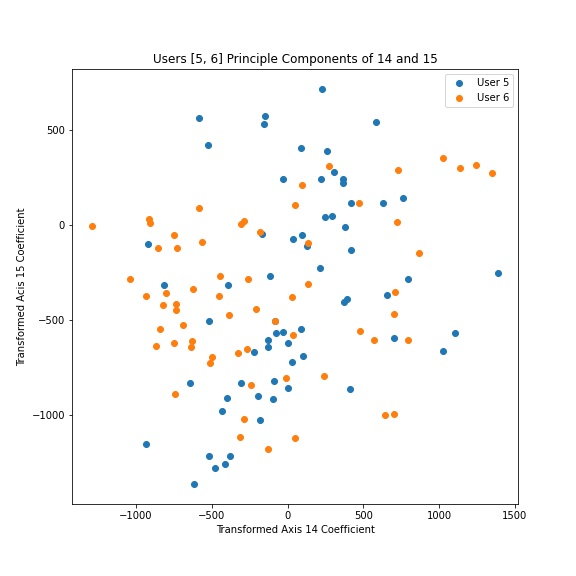 Users [5, 6] Principle Components of 14 and 15
User 5
User 6
Transformed Acis 15 Coefficient
500
0
−500
−1000
−1000
−500
0
500
1000
1500
Transformed Axis 14 Coefficient